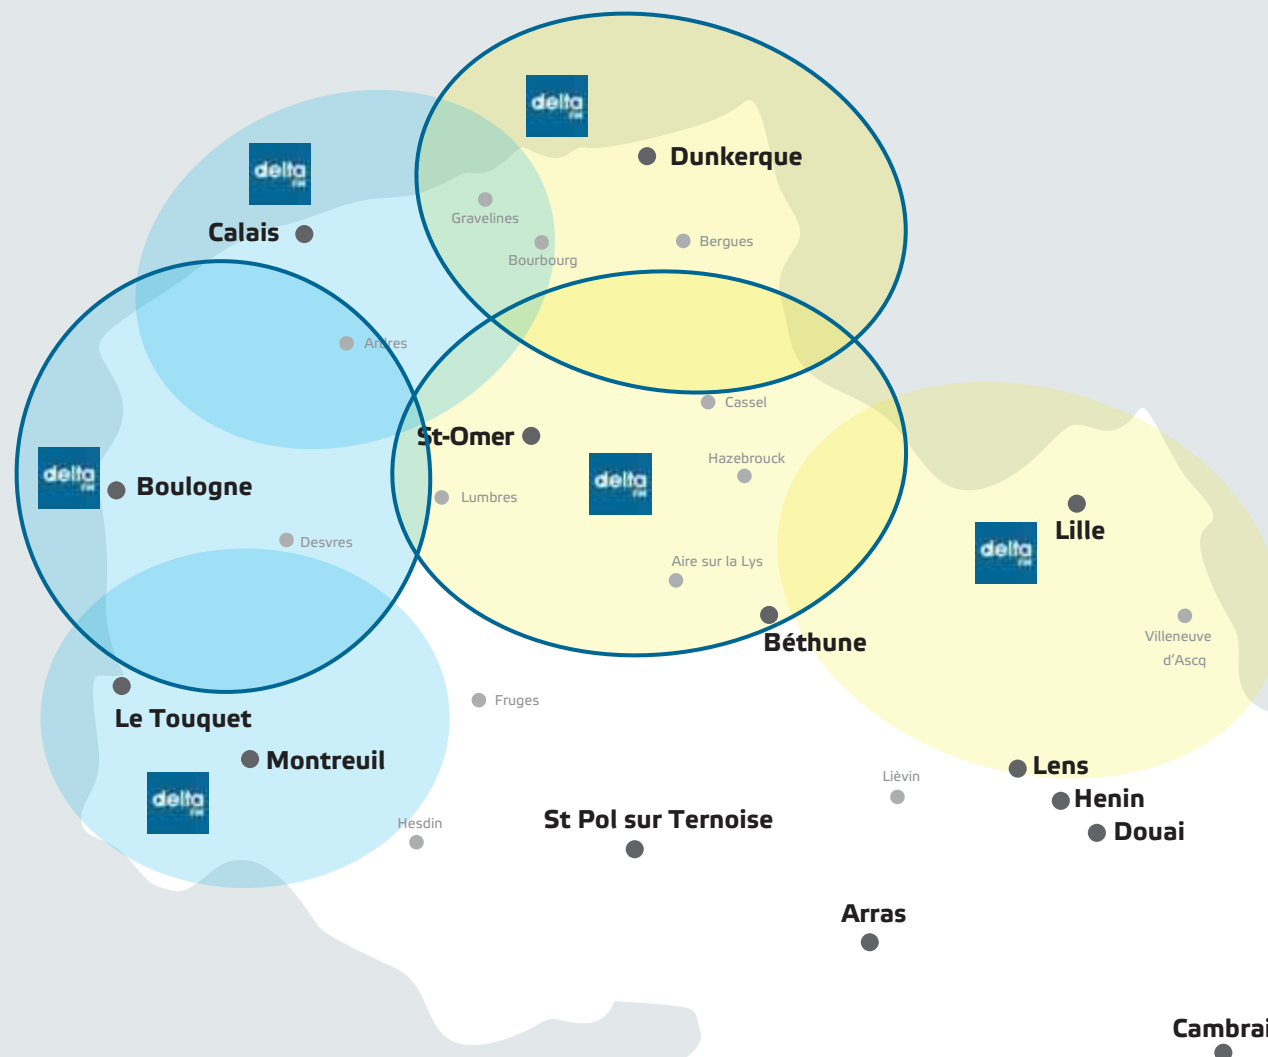 delta
FM
Dunkerque
delta
FM
Calais
Gravelines
Bourbourg
Bergues
Ardres
Cassel
St-Omer
Hazebrouck
delta
FM
Boulogne
delta
FM
Lumbres
Lille
Desvres
delta
FM
Aire sur la Lys
Béthune
Villeneuve
d'Ascq
Fruges
Le Touquet
Montreuil
Lens
Lièvin
delta
FM
Henin
Hesdin
St Pol sur Ternoise
Douai
Arras
Cambrai